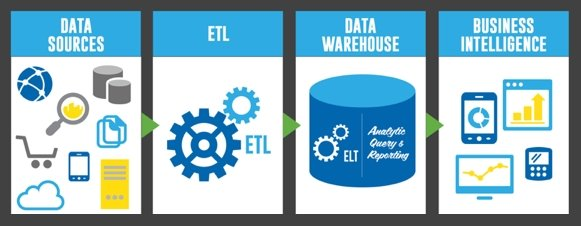 DATA
SOURCES
ETL
DATA
WAREHOUSE
BUSINESS
INTELLIGENCE
ETL
ELT
Analytic
Query &
Reporting